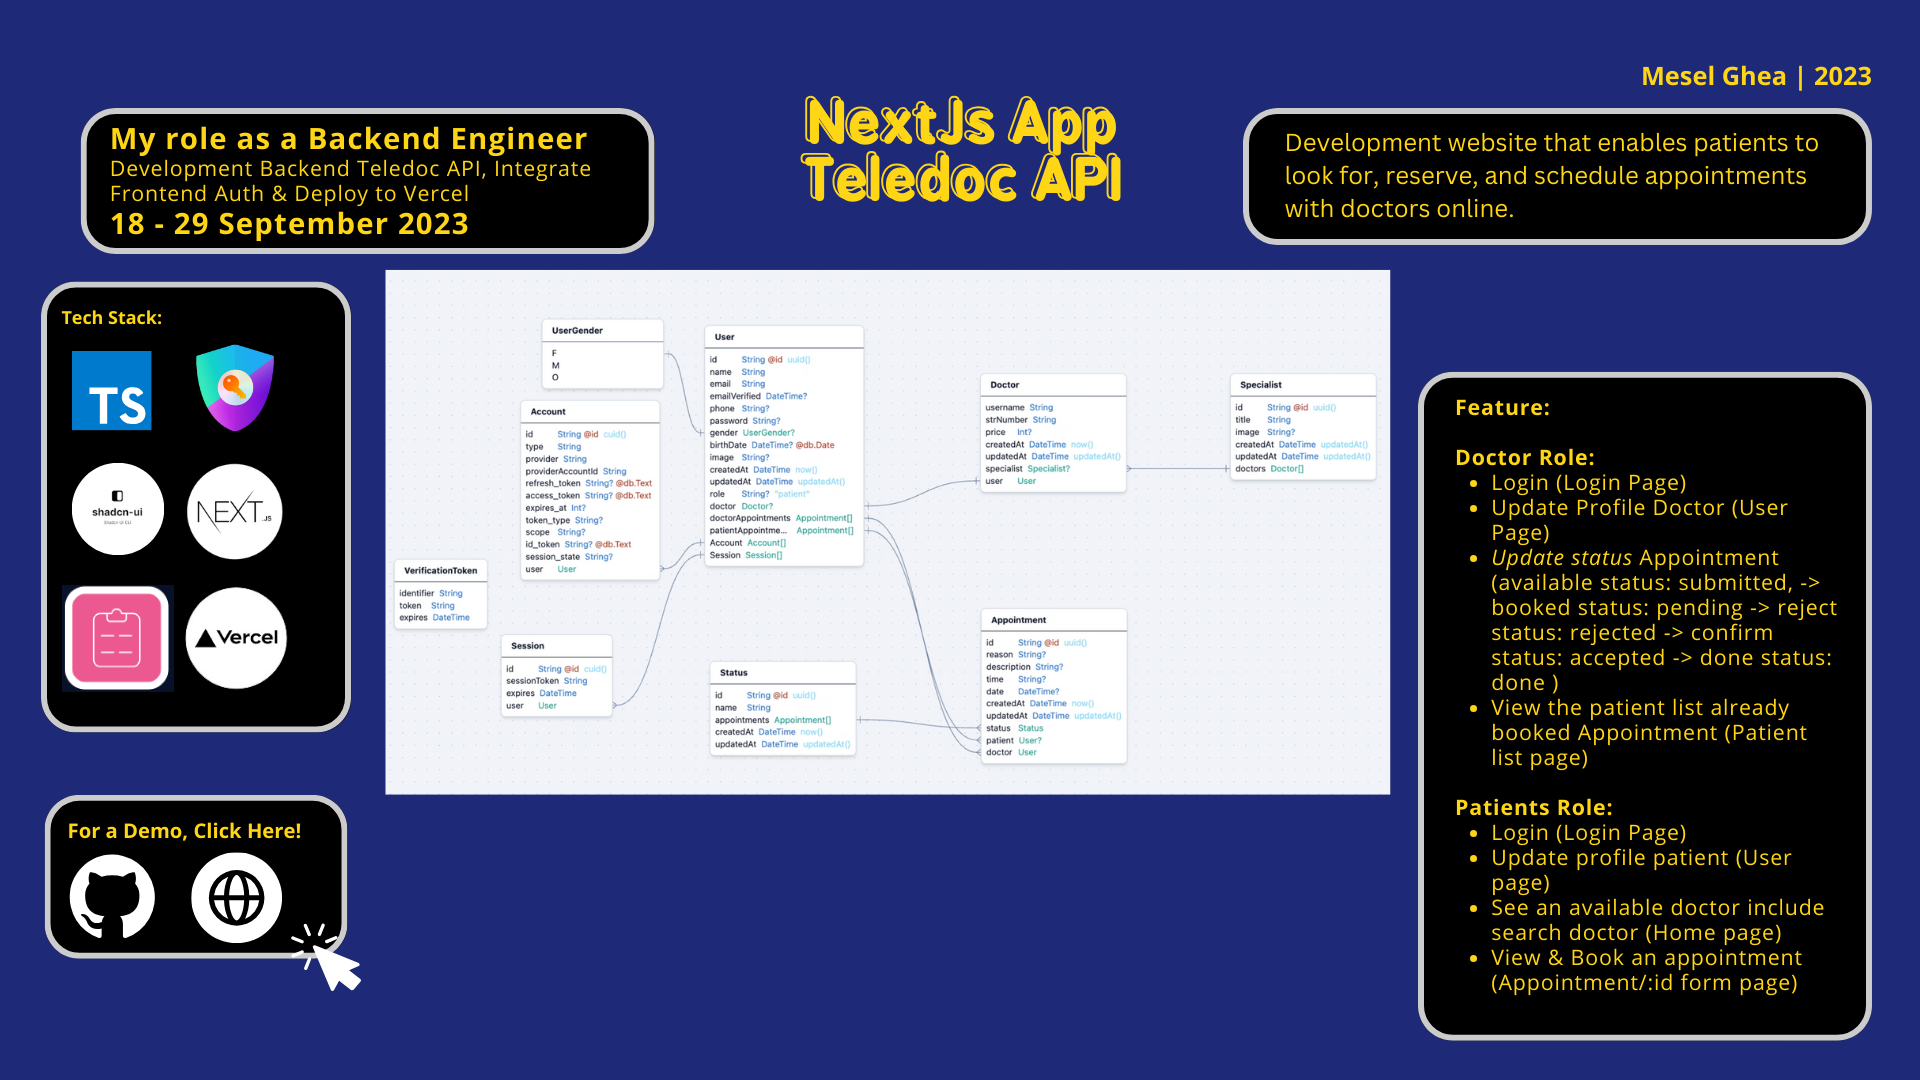 Mesel Ghea | 2023
My role as a Backend Engineer
Development Backend Teledoc API, Integrate
Frontend Auth & Deploy to Vercel
18 - 29 September 2023
NextJs App
Teledoc API
Development website that enables patients to
look for, reserve, and schedule appointments
with doctors online.
Tech Stack:
TS
shadcn-ui
Shadcn-UI CLI
NEXT.JS
Vercel
For a Demo, Click Here!
UserGender
F
M
O
Account
id String @id cuid()
type String
provider String
providerAccountId String
refresh_token String? @db.Text
access_token String? @db.Text
expires_at Int?
token_type String?
scope String?
id_token String? @db.Text
session_state String?
user User
VerificationToken
identifier String
token String
expires DateTime
Session
id String @id cuid()
sessionToken String
expires DateTime
user User
User
id String @id uuid()
name String
email String
emailVerified DateTime?
phone String?
password String?
gender UserGender?
birthDate DateTime? @db.Date
image String?
createdAt DateTime now()
updatedAt DateTime updatedAt()
role String? "patient"
doctor Doctor?
doctorAppointments Appointment[]
patientAppointme... Appointment[]
Account Account[]
Session Session[]
Status
id String @id uuid()
name String
appointments Appointment[]
createdAt DateTime now()
updatedAt DateTime updatedAt()
Doctor
username String
strNumber String
price Int?
createdAt DateTime now()
updatedAt DateTime updatedAt()
specialist Specialist?
user User
Specialist
id String @id uuid()
title String
image String?
createdAt DateTime updatedAt()
updatedAt DateTime updatedAt()
doctors Doctor[]
Appointment
id String @id uuid()
reason String?
description String?
time String?
date DateTime?
createdAt DateTime now()
updatedAt DateTime updatedAt()
status Status
patient User?
doctor User
Feature:
Doctor Role:
• Login (Login Page)
• Update Profile Doctor (User
Page)
• Update status Appointment
(available status: submitted, ->
booked status: pending -> reject
status: rejected -> confirm
status: accepted -> done status:
done )
• View the patient list already
booked Appointment (Patient
list page)
Patients Role:
• Login (Login Page)
• Update profile patient (User
page)
• See an available doctor include
search doctor (Home page)
• View & Book an appointment
(Appointment/:id form page)